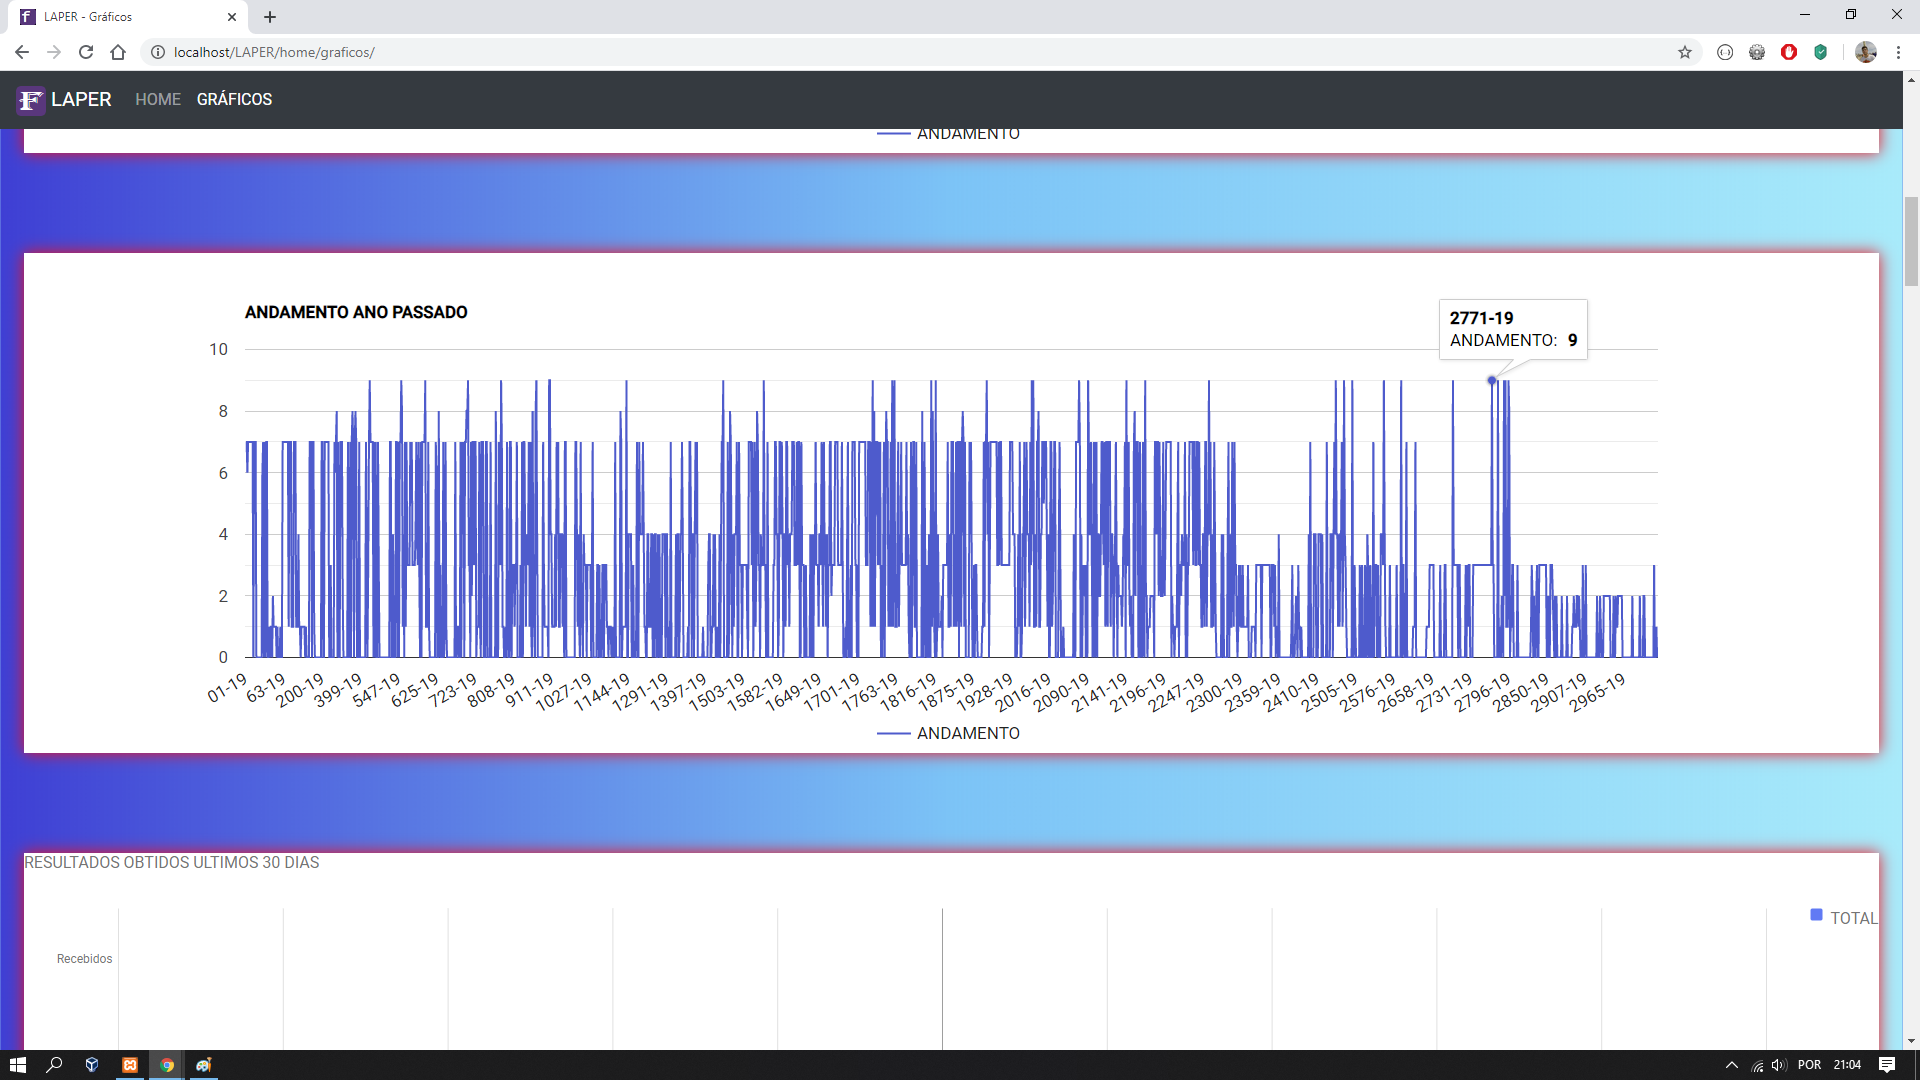 LAPER - Gráficos
localhost/LAPER/home/graficos/
LAPER HOME GRÁFICOS
ANDAMENTO
ANDAMENTO ANO PASSADO
2771-19
ANDAMENTO: 9
10
8
6
4
2
0
01-19 63-19 200-19 399-19 547-19 625-19 723-19 808-19 911-19 1027-19 1144-19 1291-19 1397-19 1503-19 1582-19 1649-19 1701-19 1763-19 1816-19 1875-19 1928-19 2016-19 2090-19 2141-19 2196-19 2247-19 2300-19 2359-19 2410-19 2505-19 2576-19 2658-19 2731-19 2796-19 2850-19 2907-19 2965-19
ANDAMENTO
RESULTADOS OBTIDOS ULTIMOS 30 DIAS
TOTAL
Recebidos
POR 21:04